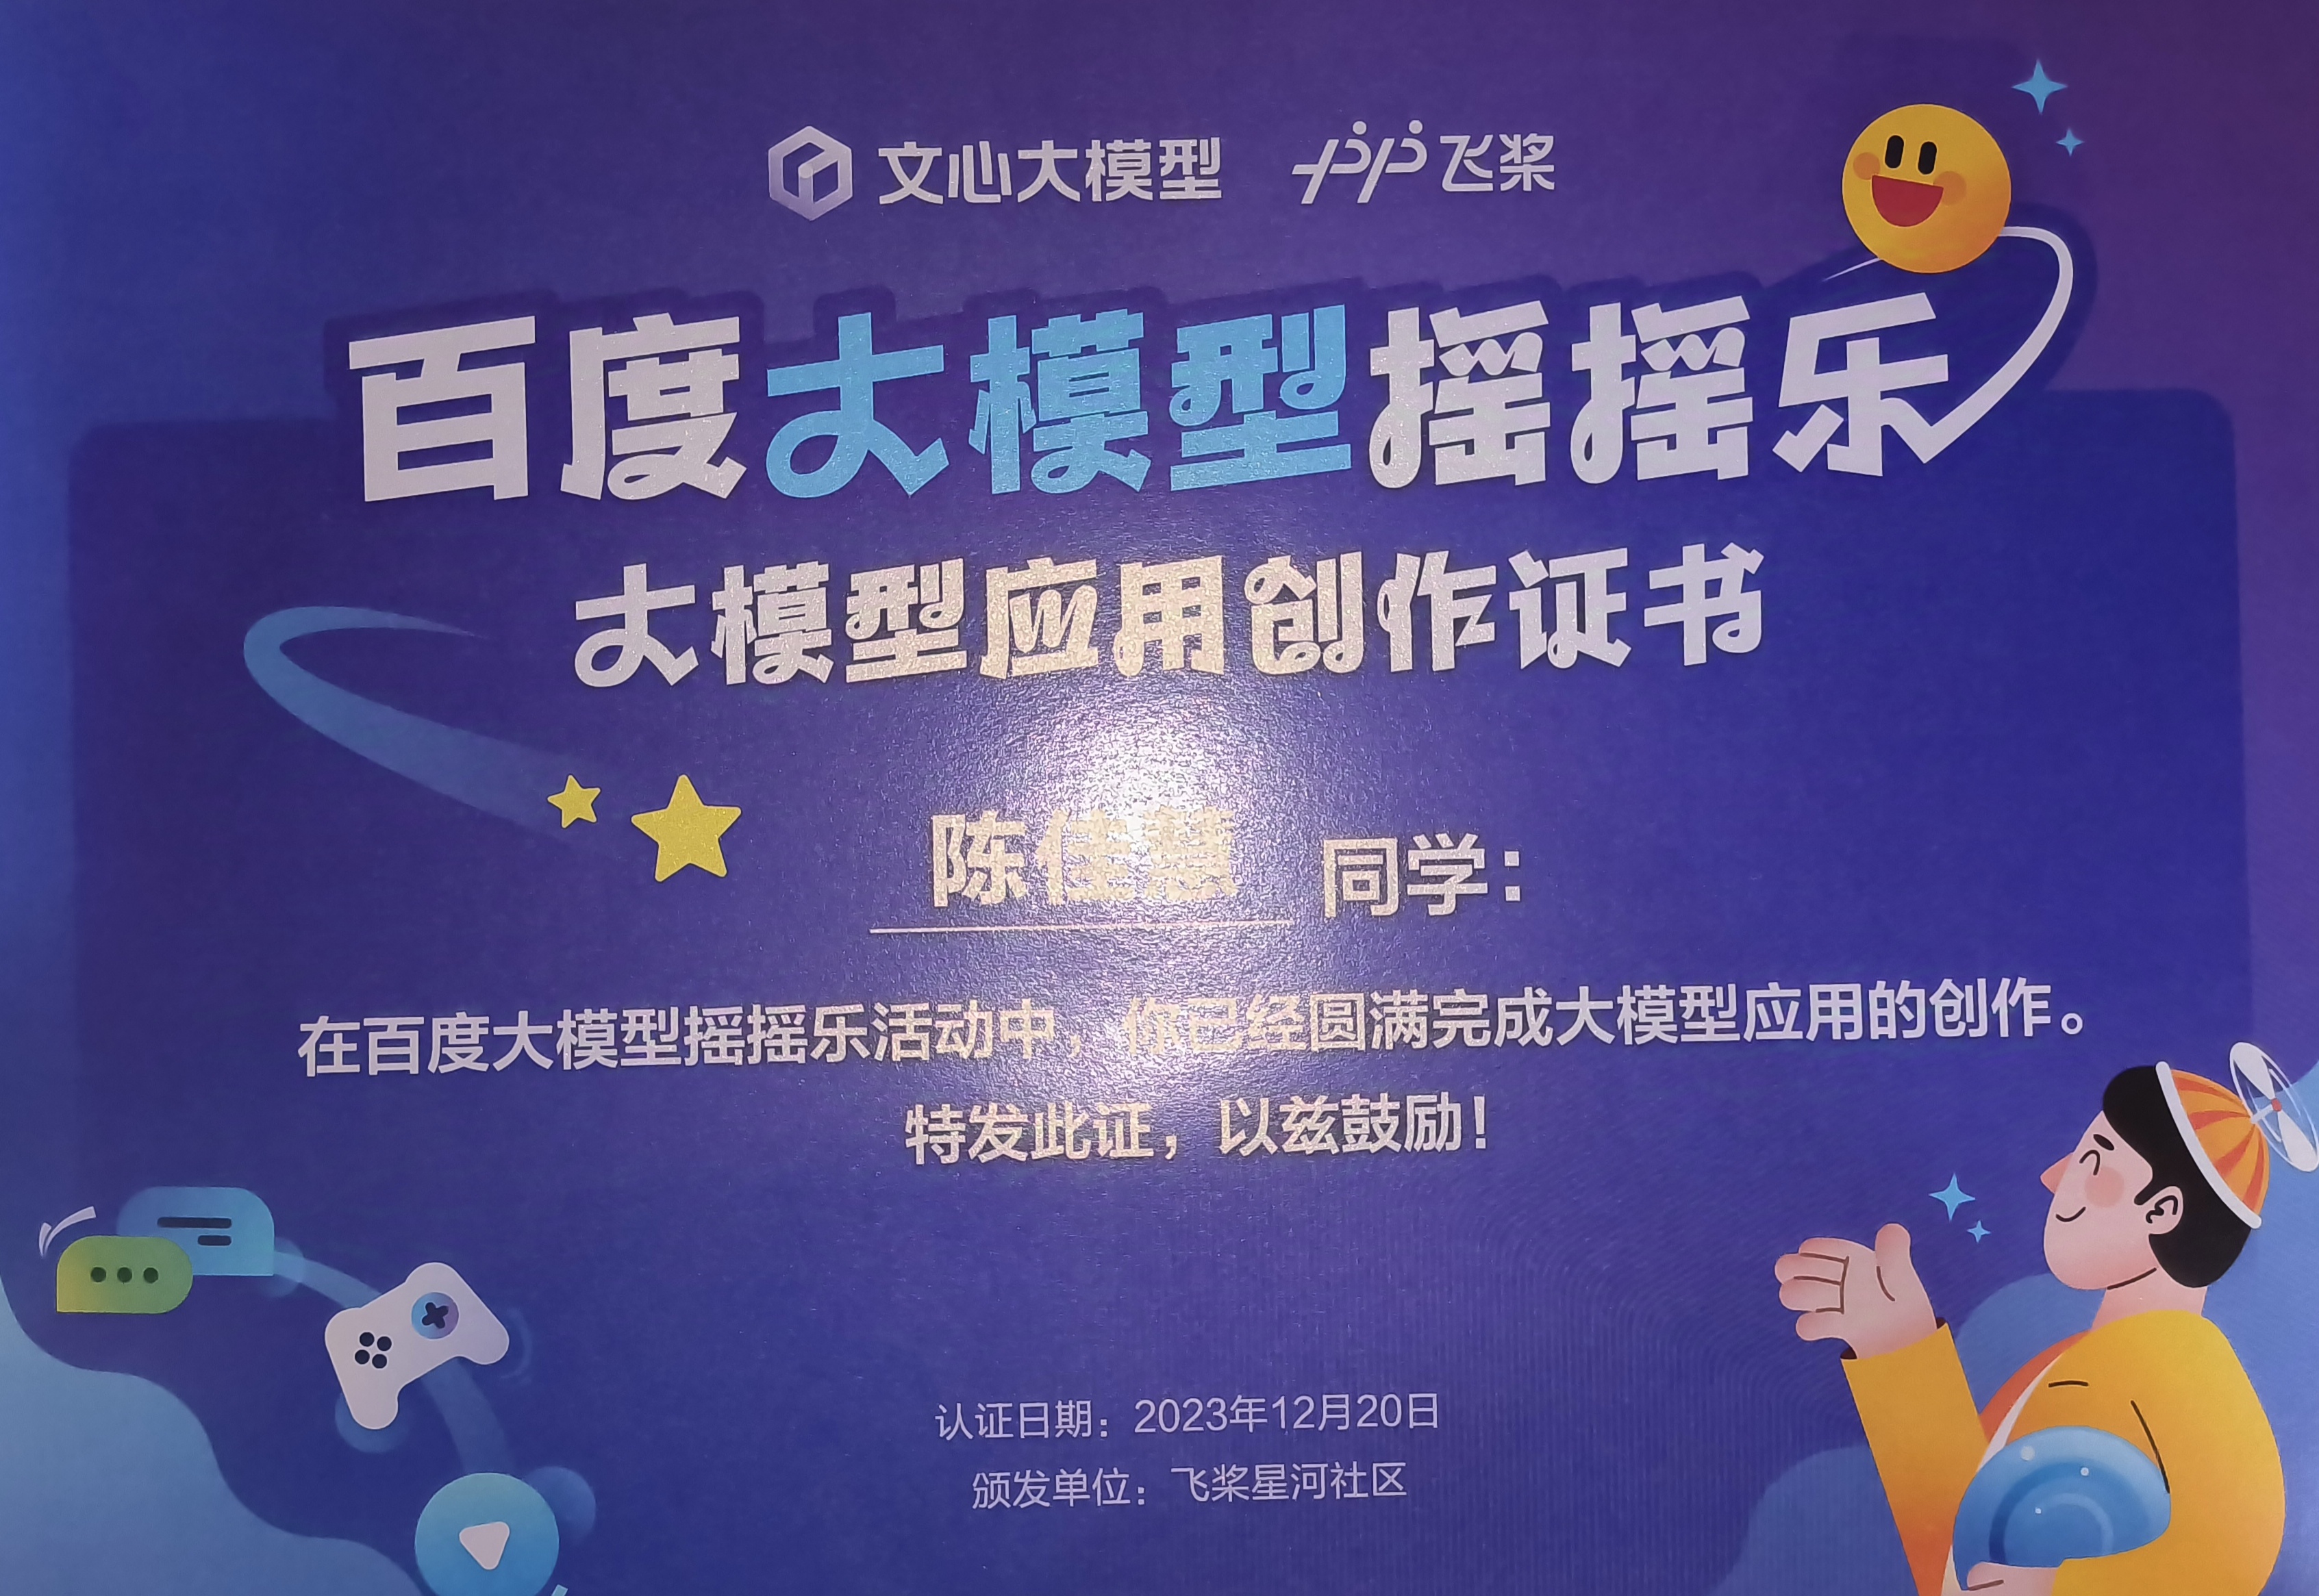 文心大模型 飞桨
百度大模型摇摇乐
大模型应用创作证书
陈佳慧 同学：
在百度大模型摇摇乐活动中，你已经圆满完成大模型应用的创作。
特发此证，以兹鼓励！
认证日期：2023年12月20日
颁发单位：飞桨星河社区